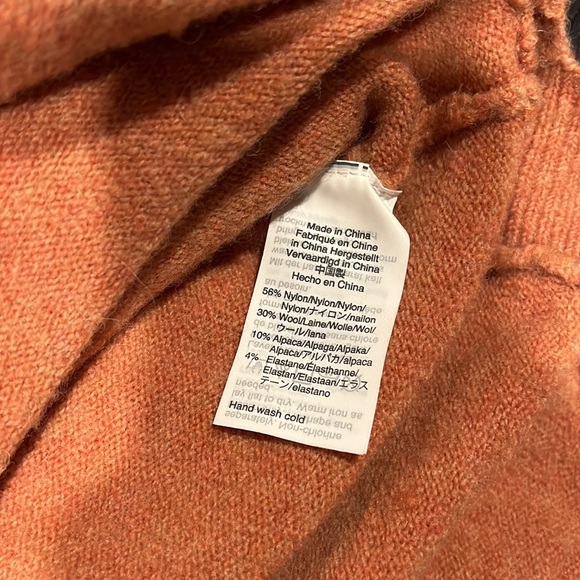 Made in China
Fabriqué en Chine
in China Hergestellt
Vervaardigd in China
中国製
Hecho en China
56% Nylon/Nylon/Nylon/
Nylon/ナイロン/nailon
30% Wool/Laine/Wolle/Wol/
ウール/lana
10% Alpaca/Alpaga/Alpaka/
Alpaca/アルパカ/alpaca
4% Elastane/Élasthanne/
Elastan/Elastaan/エラス
テーン/elastano
Hand wash cold